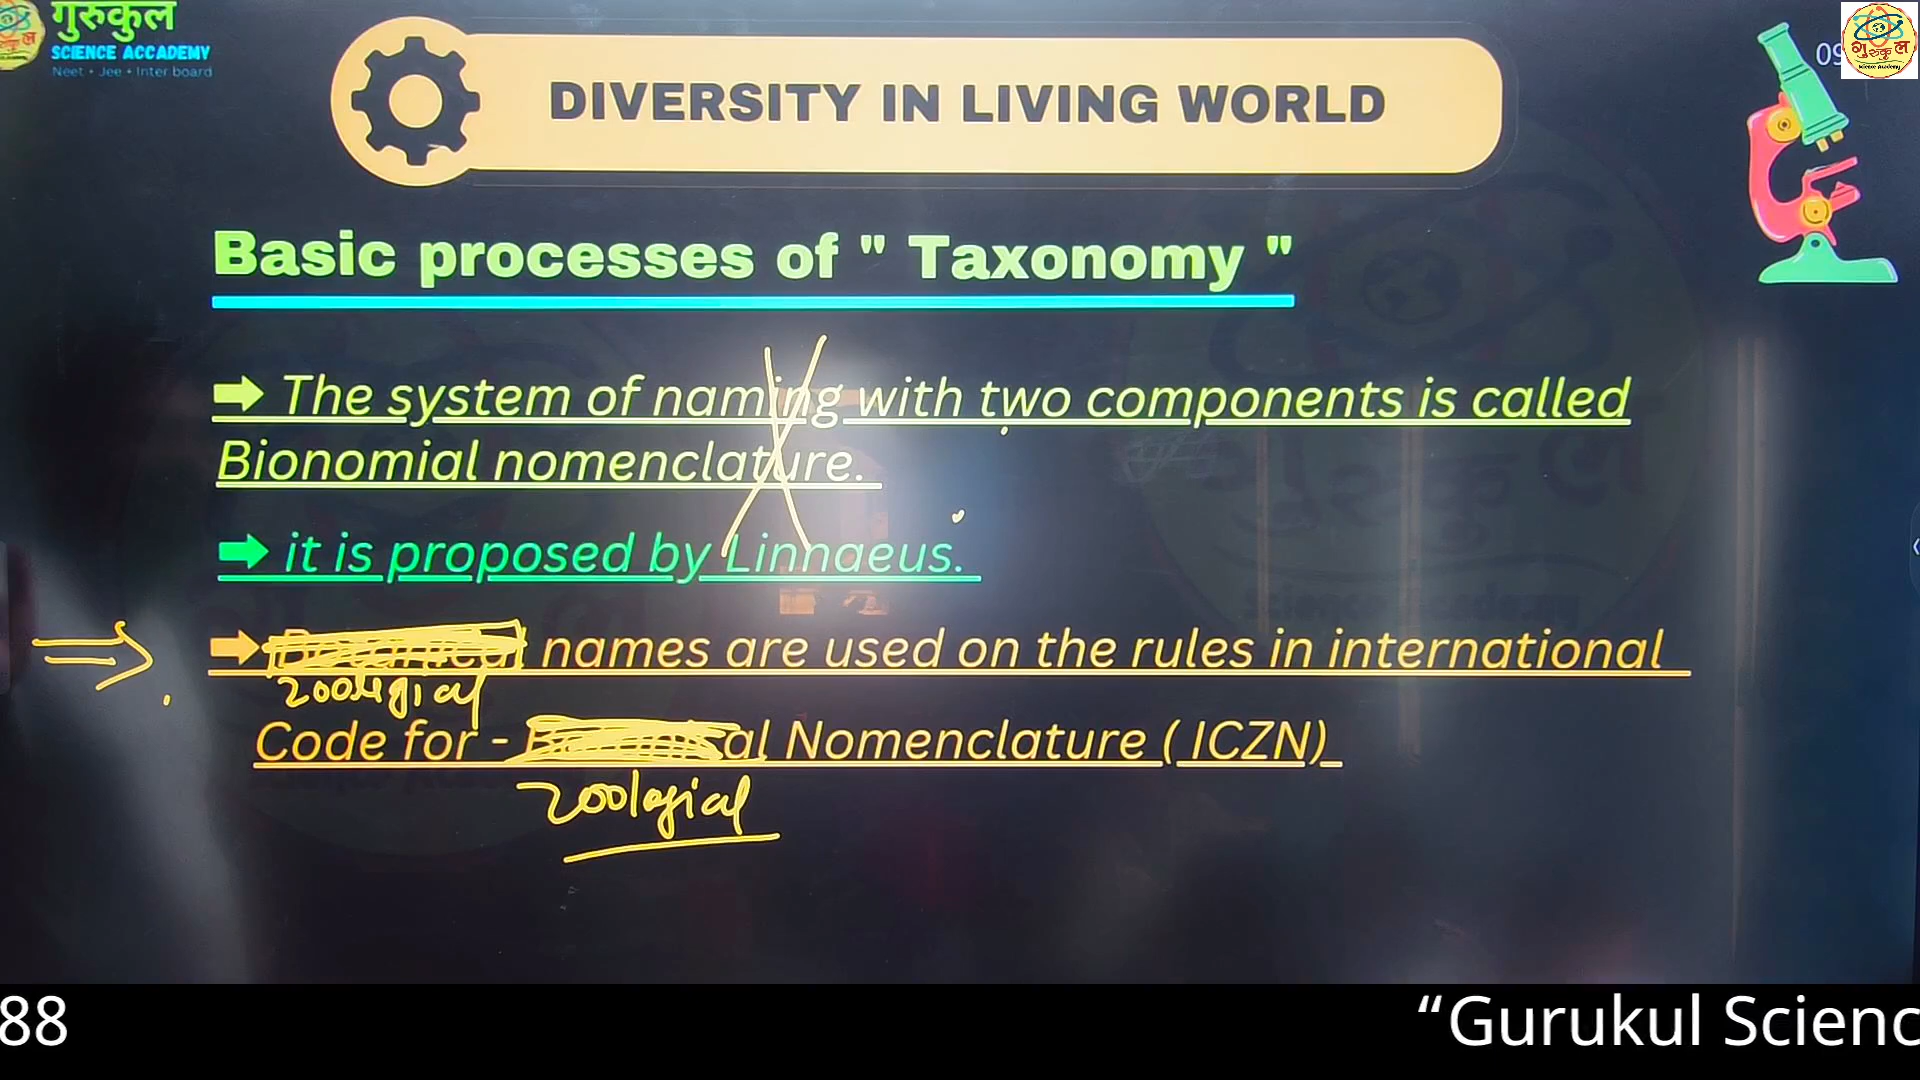 गुरुकुल
SCIENCE ACCADEMY
Neet • Jee • Inter board
09
DIVERSITY IN LIVING WORLD
Basic processes of " Taxonomy "
The system of naming with two components is called
Bionomial nomenclature.
it is proposed by Linnaeus.
names are used on the rules in international
zoological
Code for - al Nomenclature ( ICZN)
zoological
88
“Gurukul Scienc